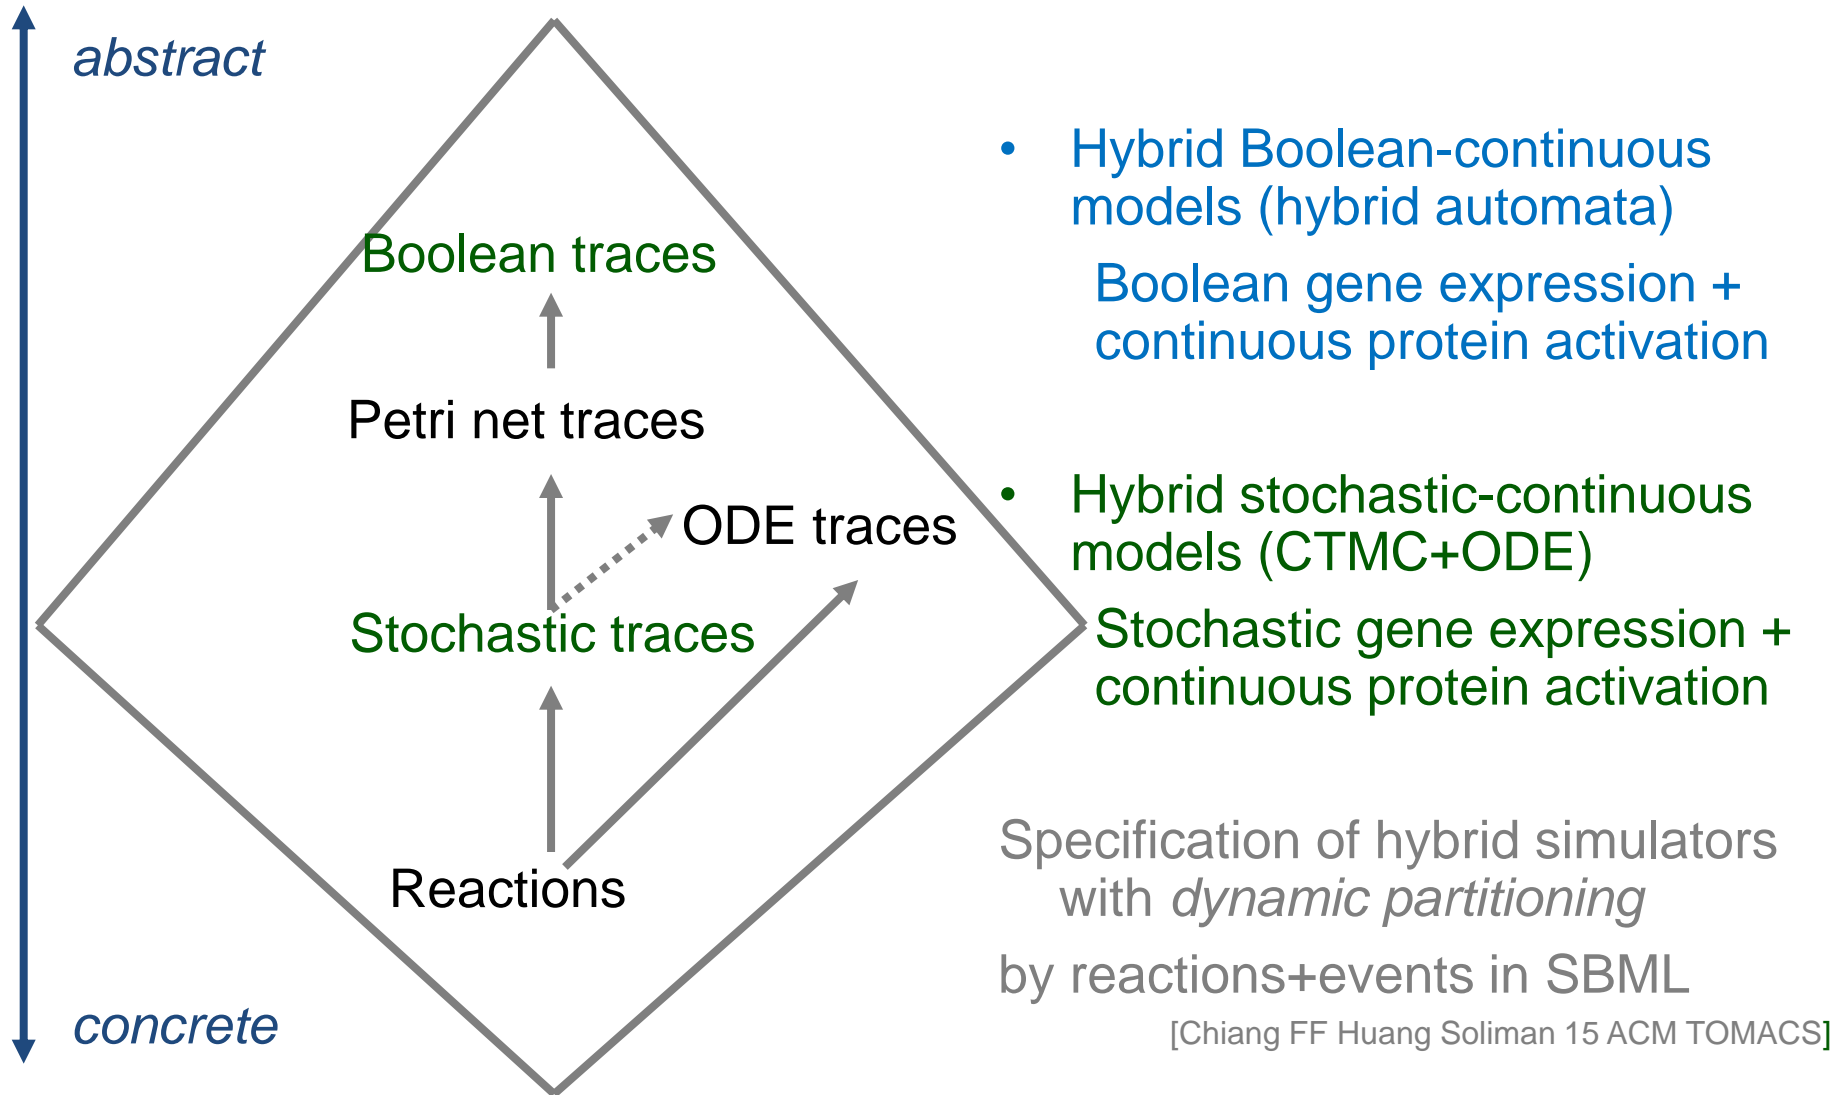 abstract
Boolean traces
Petri net traces
ODE traces
Stochastic traces
Reactions
concrete
• Hybrid Boolean-continuous
models (hybrid automata)
Boolean gene expression +
continuous protein activation
• Hybrid stochastic-continuous
models (CTMC+ODE)
Stochastic gene expression +
continuous protein activation
Specification of hybrid simulators
with dynamic partitioning
by reactions+events in SBML
[Chiang FF Huang Soliman 15 ACM TOMACS]